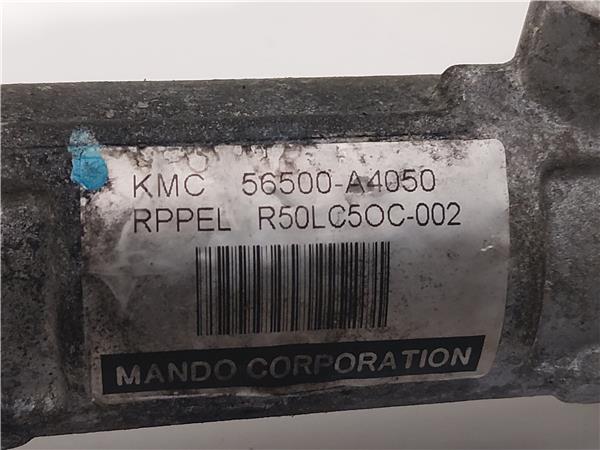 KMC 56500-A4050
RPPEL R50LC5OC-002
MANDO CORPORATION